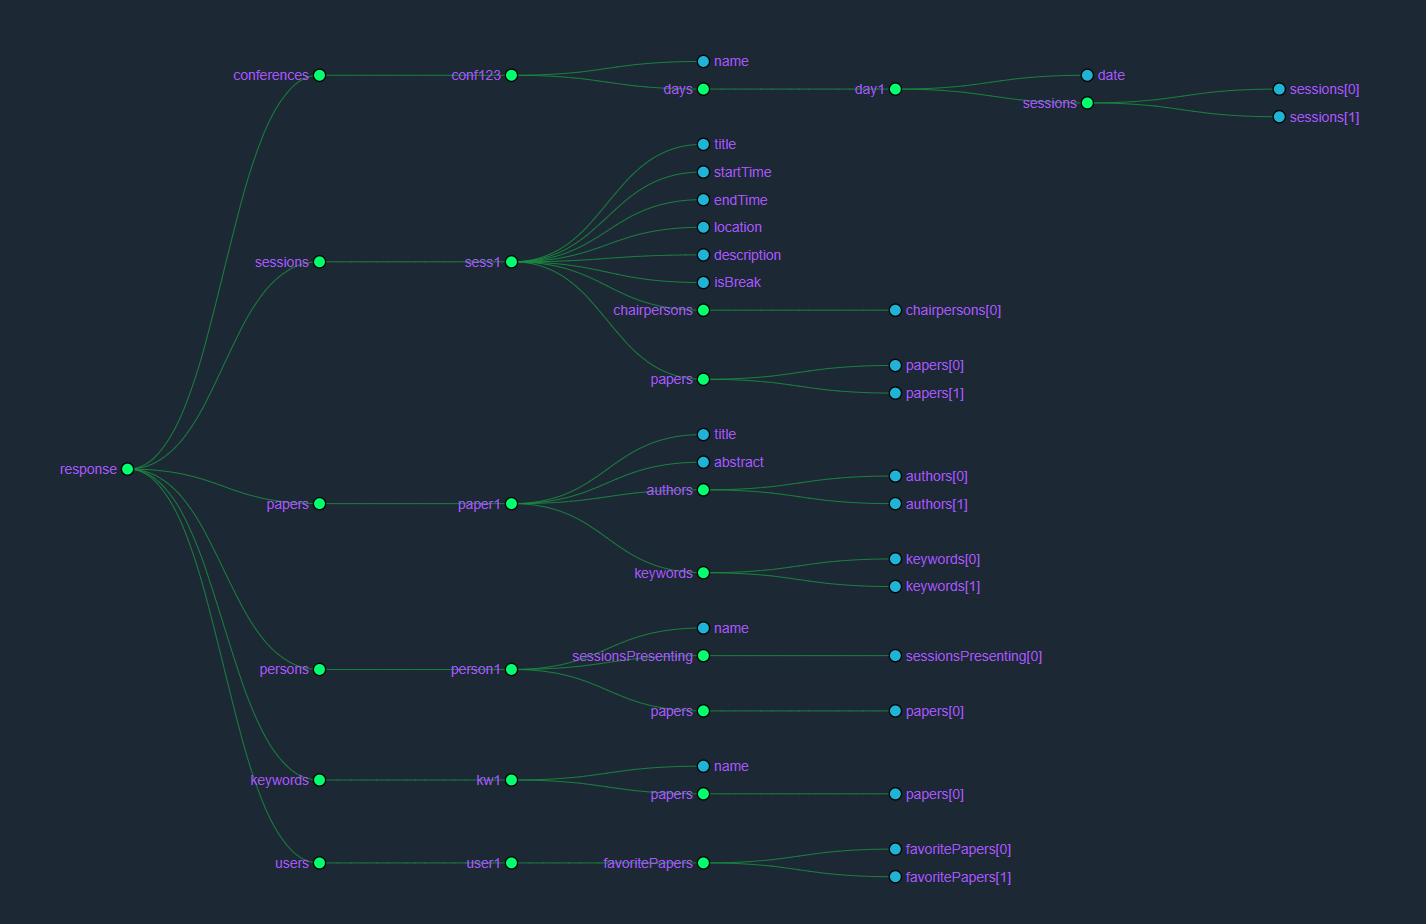 name
conferences
conf123
date
days
day1
sessions[0]
sessions
sessions[1]
title
startTime
endTime
location
description
sessions
sess1
isBreak
chairpersons
chairpersons[0]
papers[0]
papers
papers[1]
title
abstract
response
authors[0]
authors
papers
paper1
authors[1]
keywords[0]
keywords
keywords[1]
name
sessionsPresenting
sessionsPresenting[0]
persons
person1
papers
papers[0]
name
keywords
kw1
papers
papers[0]
favoritePapers[0]
users
user1
favoritePapers
favoritePapers[1]